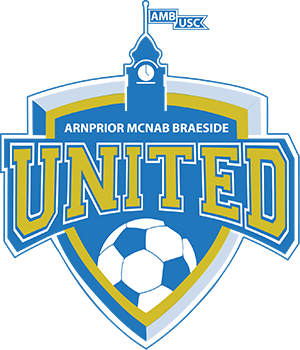 AMB
USC
ARNPRIOR MCNAB BRAESIDE
UNITED